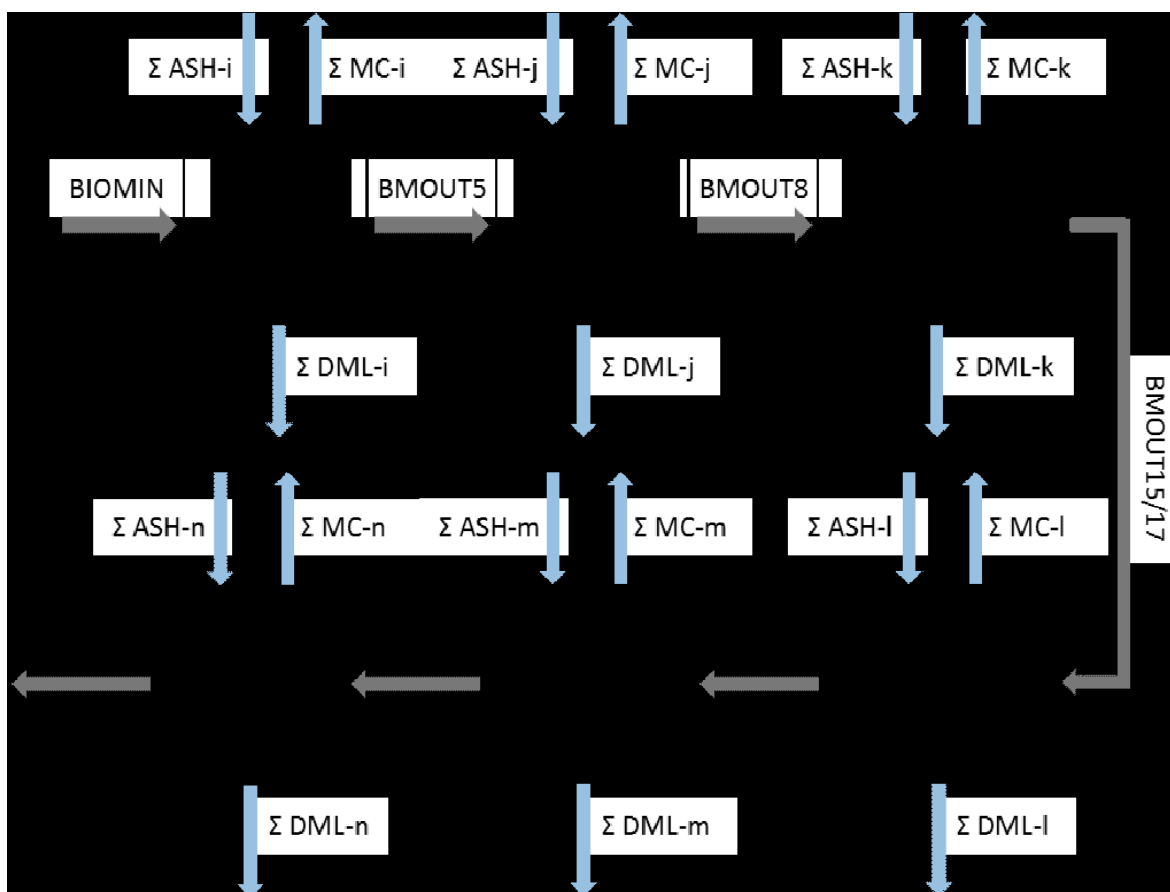 Σ ASH-i
Σ MC-i
Σ ASH-j
Σ MC-j
Σ ASH-k
Σ MC-k
BIOMIN
BMOUT5
BMOUT8
Σ DML-i
Σ DML-j
Σ DML-k
BMOUT15/17
Σ ASH-n
Σ MC-n
Σ ASH-m
Σ MC-m
Σ ASH-l
Σ MC-l
Σ DML-n
Σ DML-m
Σ DML-l